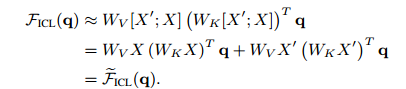 F_ICL(q) ≈ W_V [X′; X] (W_K [X′; X])^T q
= W_V X (W_K X)^T q + W_V X′ (W_K X′)^T q
= F̃_ICL(q).